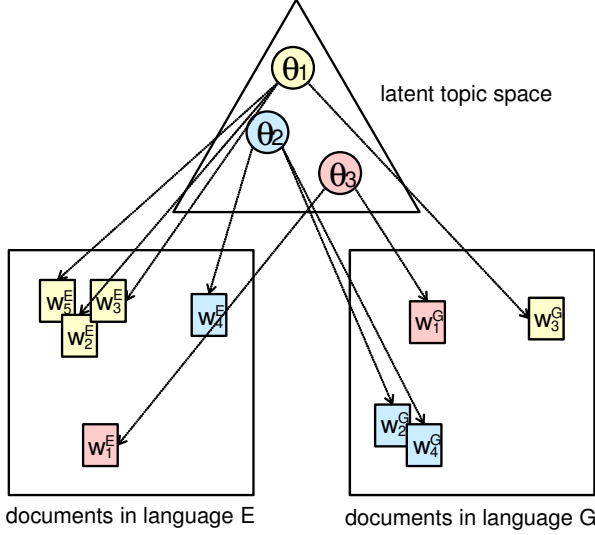 θ1
latent topic space
θ2
θ3
w5E w3E
w2E
w4E
w1E
w1G
w3G
w2G
w4G
documents in language E
documents in language G